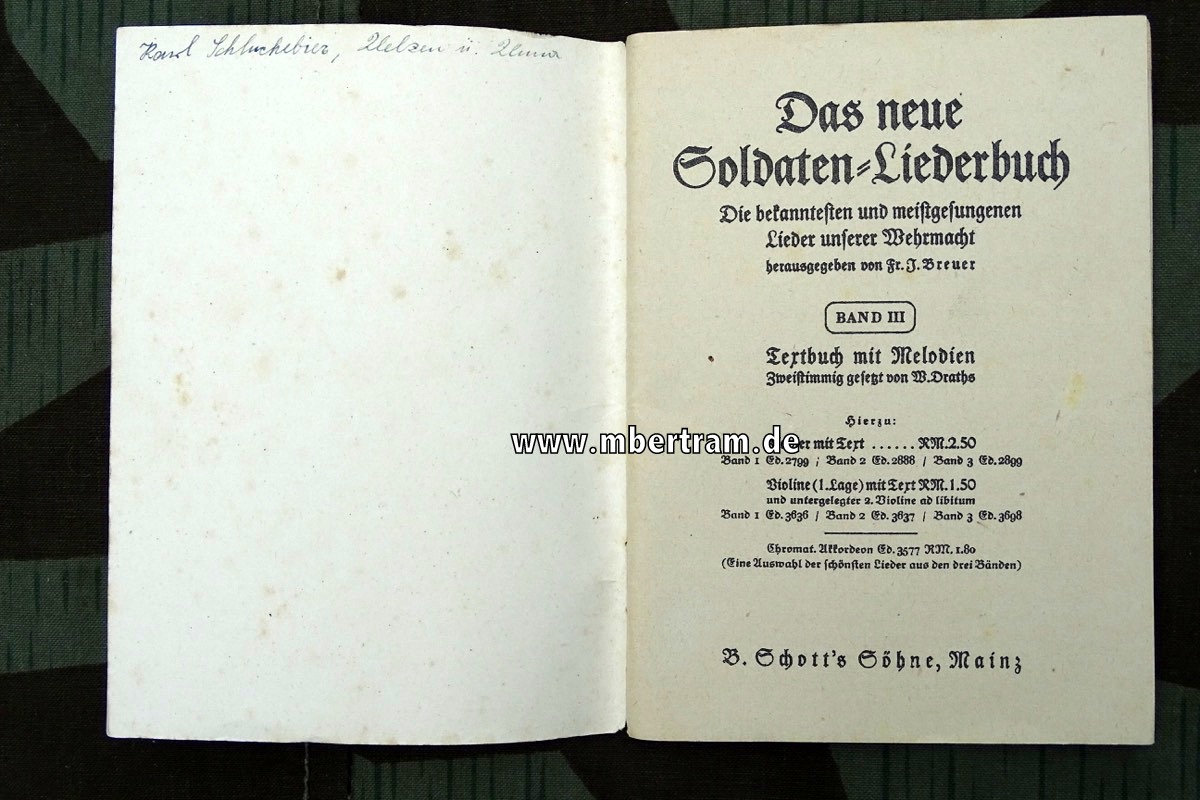 Karl Schluckebier, Uelzen u. Unna
Das neue
Soldaten-Liederbuch
Die bekanntesten und meistgesungenen
Lieder unserer Wehrmacht
herausgegeben von Fr. J. Breuer
BAND III
Textbuch mit Melodien
Zweistimmig gesetzt von W. Draths
Hierzu:
mit Text ...... RM. 2.50
www.mbertram.de
Band 1 Ed. 2799 ; Band 2 Ed. 2888 / Band 3 Ed. 2899
Violine (1. Lage) mit Text RM. 1.50
und untergelegter 2. Violine ad libitum
Band 1 Ed. 3636 / Band 2 Ed. 3637 / Band 3 Ed. 3698
Chromat. Akkordeon Ed. 3577 RM. 1.80
(Eine Auswahl der schönsten Lieder aus den drei Bänden)
B. Schott's Söhne, Mainz